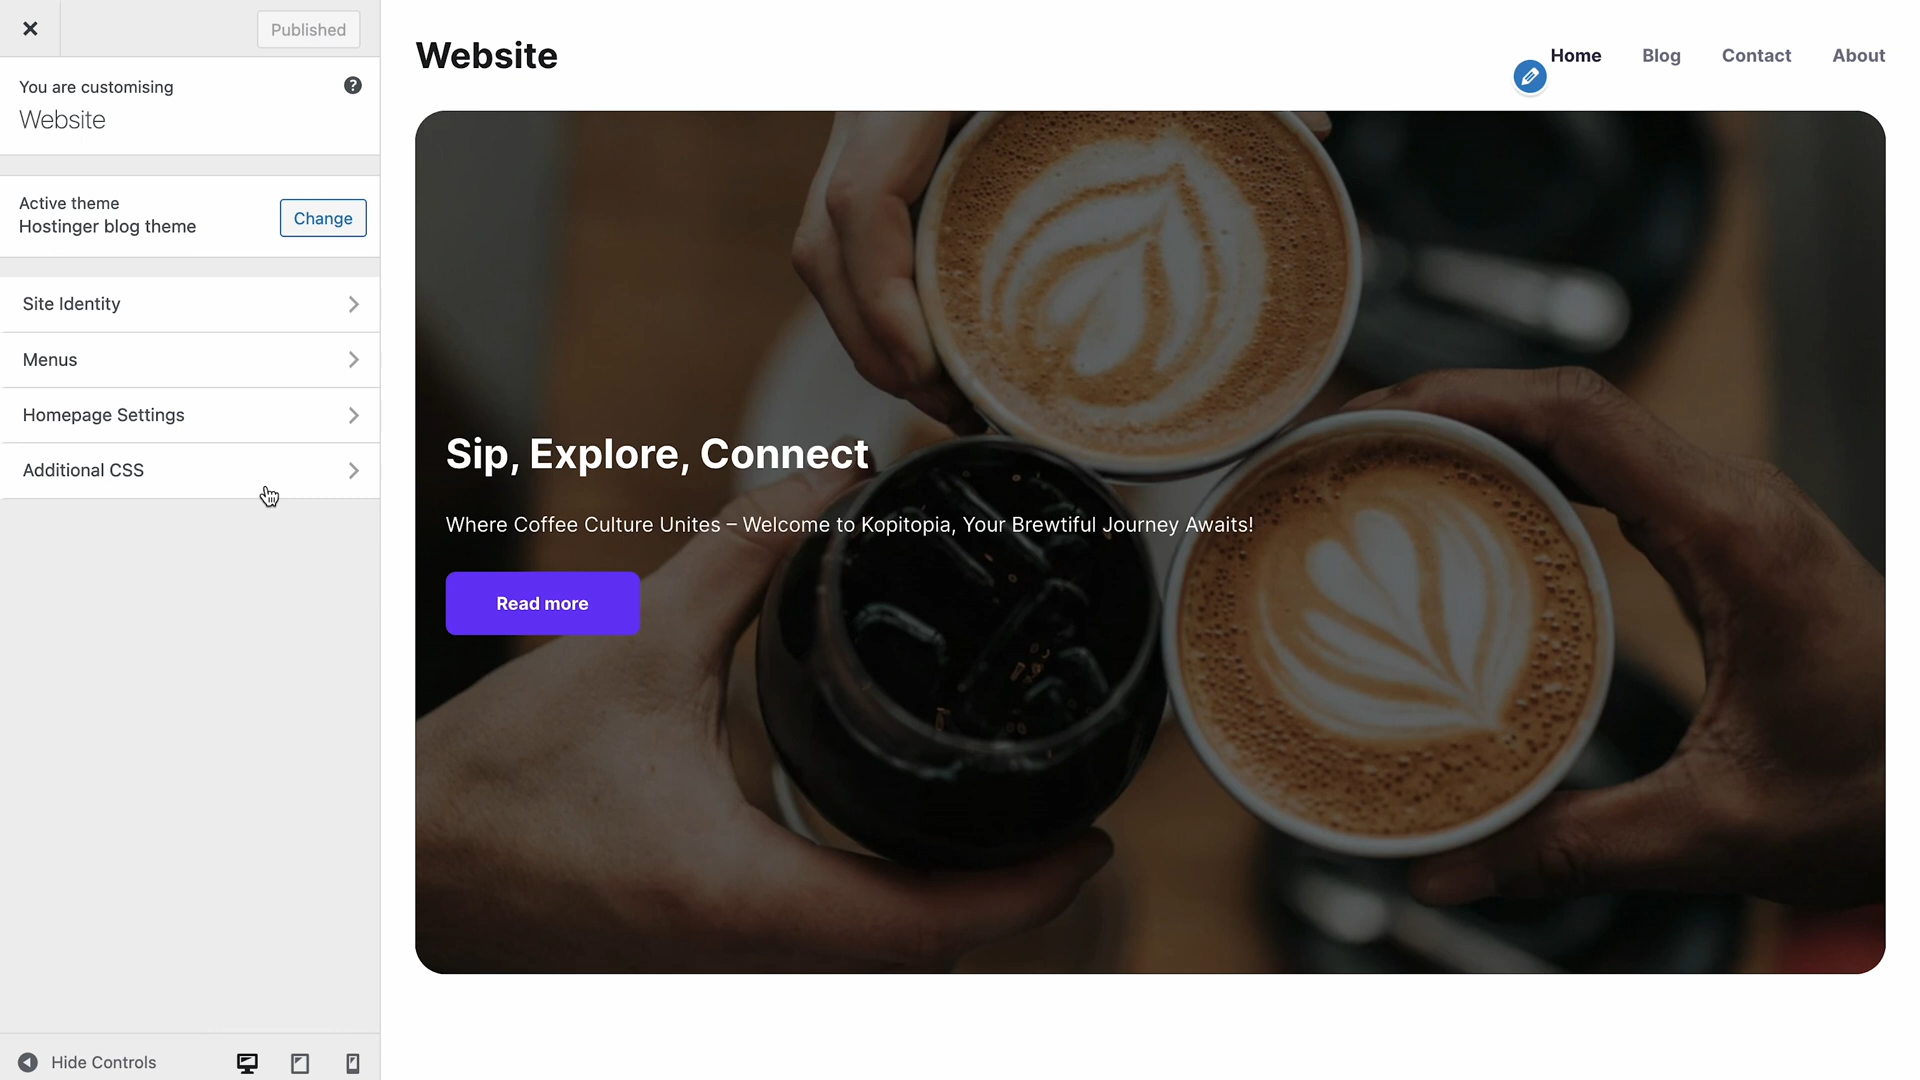 Published
You are customising
Website
Active theme
Hostinger blog theme
Change
Site Identity
Menus
Homepage Settings
Additional CSS
Hide Controls
Website
Home Blog Contact About
Sip, Explore, Connect
Where Coffee Culture Unites – Welcome to Kopitopia, Your Brewtiful Journey Awaits!
Read more